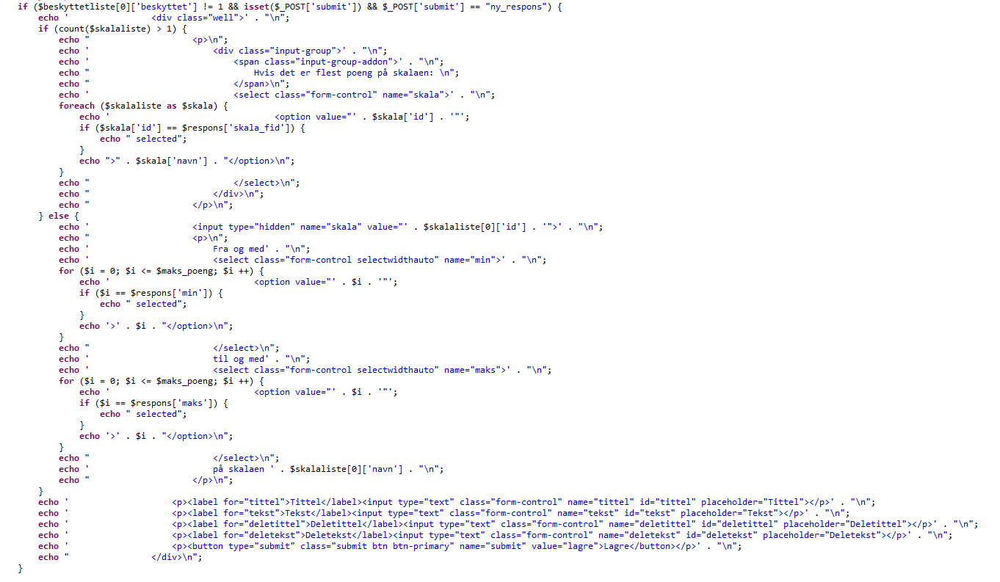 if ($beskyttetliste[0]['beskyttet'] != 1 && isset($_POST['submit']) && $_POST['submit'] == "ny_respons") {
    echo '                <div class="well">' . "\n";
    if (count($skalaliste) > 1) {
        echo "                    <p>\n";
        echo '                        <div class="input-group">' . "\n";
        echo '                            <span class="input-group-addon">' . "\n";
        echo "                                Hvis det er flest poeng på skalaen: \n";
        echo "                            </span>\n";
        echo '                            <select class="form-control" name="skala">' . "\n";
        foreach ($skalaliste as $skala) {
            echo '                                <option value="' . $skala['id'] . '"';
            if ($skala['id'] == $respons['skala_fid']) {
                echo " selected";
            }
            echo ">" . $skala['navn'] . "</option>\n";
        }
        echo "                            </select>\n";
        echo "                        </div>\n";
        echo "                    </p>\n";
    } else {
        echo '                    <input type="hidden" name="skala" value="' . $skalaliste[0]['id'] . '">' . "\n";
        echo "                    <p>\n";
        echo '                        Fra og med' . "\n";
        echo '                        <select class="form-control selectwidthauto" name="min">' . "\n";
        for ($i = 0; $i <= $maks_poeng; $i ++) {
            echo '                            <option value="' . $i . '"';
            if ($i == $respons['min']) {
                echo " selected";
            }
            echo '>' . $i . "</option>\n";
        }
        echo "                        </select>\n";
        echo '                        til og med' . "\n";
        echo '                        <select class="form-control selectwidthauto" name="maks">' . "\n";
        for ($i = 0; $i <= $maks_poeng; $i ++) {
            echo '                            <option value="' . $i . '"';
            if ($i == $respons['maks']) {
                echo " selected";
            }
            echo '>' . $i . "</option>\n";
        }
        echo "                        </select>\n";
        echo '                        på skalaen ' . $skalaliste[0]['navn'] . "\n";
        echo "                    </p>\n";
    }
    echo '                    <p><label for="tittel">Tittel</label><input type="text" class="form-control" name="tittel" id="tittel" placeholder="Tittel"></p>' . "\n";
    echo '                    <p><label for="tekst">Tekst</label><input type="text" class="form-control" name="tekst" id="tekst" placeholder="Tekst"></p>' . "\n";
    echo '                    <p><label for="deletittel">Deletittel</label><input type="text" class="form-control" name="deletittel" id="deletittel" placeholder="Deletittel"></p>' . "\n";
    echo '                    <p><label for="deletekst">Deletekst</label><input type="text" class="form-control" name="deletekst" id="deletekst" placeholder="Deletekst"></p>' . "\n";
    echo '                    <p><button type="submit" class="submit btn btn-primary" name="submit" value="lagre">Lagre</button></p>' . "\n";
    echo "                </div>\n";
}